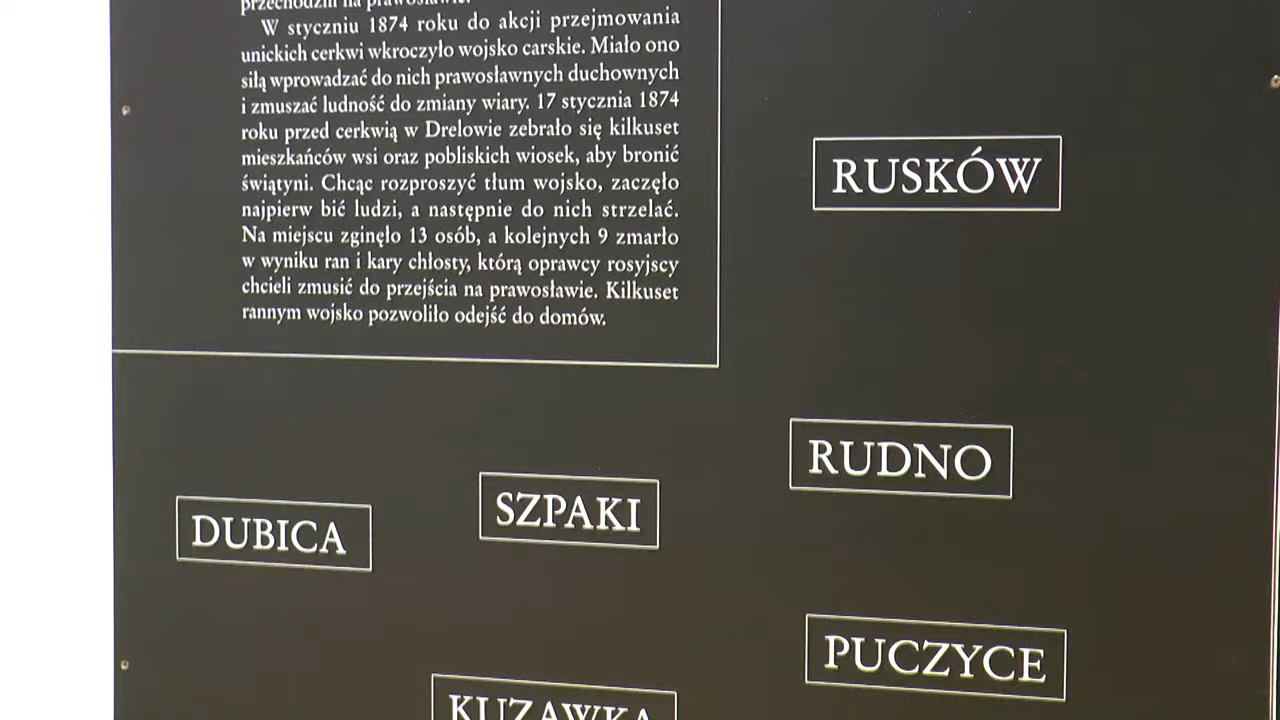 przechodzili na prawosławie.
W styczniu 1874 roku do akcji przejmowania
unickich cerkwi wkroczyło wojsko carskie. Miało ono
siłą wprowadzać do nich prawosławnych duchownych
i zmuszać ludność do zmiany wiary. 17 stycznia 1874
roku przed cerkwią w Drelowie zebrało się kilkuset
mieszkańców wsi oraz pobliskich wiosek, aby bronić
świątyni. Chcąc rozproszyć tłum wojsko, zaczęło
najpierw bić ludzi, a następnie do nich strzelać.
Na miejscu zginęło 13 osób, a kolejnych 9 zmarło
w wyniku ran i kary chłosty, którą oprawcy rosyjscy
chcieli zmusić do przejścia na prawosławie. Kilkuset
rannym wojsko pozwoliło odejść do domów.
RUSKÓW
RUDNO
SZPAKI
DUBICA
PUCZYCE
KUZAWKA